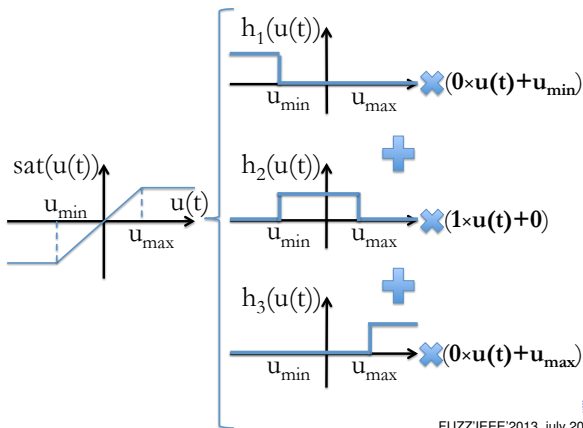 h1(u(t))
umin umax
(0×u(t)+umin)
sat(u(t))
umin
u(t)
umax
h2(u(t))
umin umax
(1×u(t)+0)
h3(u(t))
umin umax
(0×u(t)+umax)